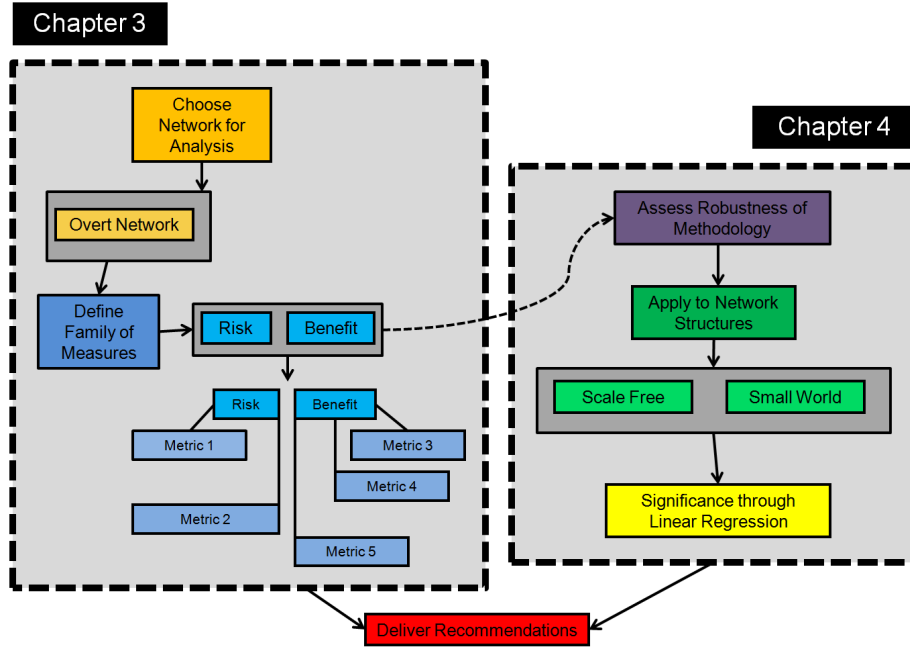 Chapter 3
Choose
Network for
Analysis
Overt Network
Define
Family of
Measures
Risk
Benefit
Risk
Benefit
Metric 1
Metric 3
Metric 4
Metric 2
Metric 5
Chapter 4
Assess Robustness of
Methodology
Apply to Network
Structures
Scale Free
Small World
Significance through
Linear Regression
Deliver Recommendations